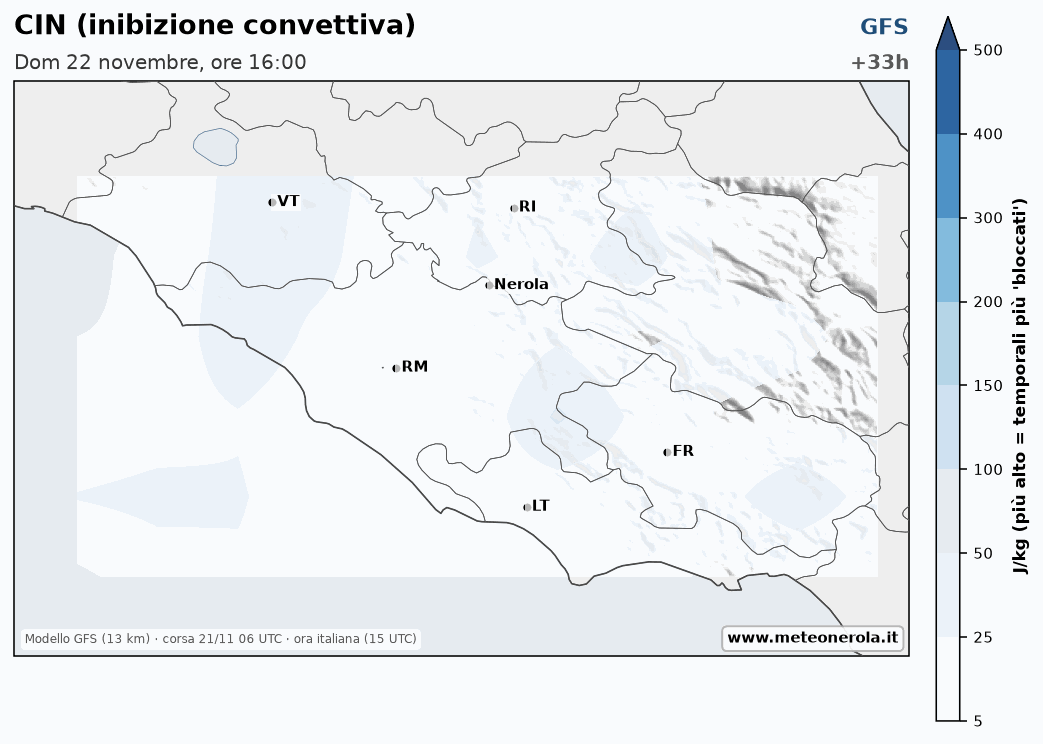 CIN (inibizione convettiva)
GFS
Dom 22 novembre, ore 16:00
+33h
VT
RI
Nerola
RM
FR
LT
500
400
300
200
150
100
50
25
5
J/kg (più alto = temporali più 'bloccati')
Modello GFS (13 km) · corsa 21/11 06 UTC · ora italiana (15 UTC)
www.meteonerola.it